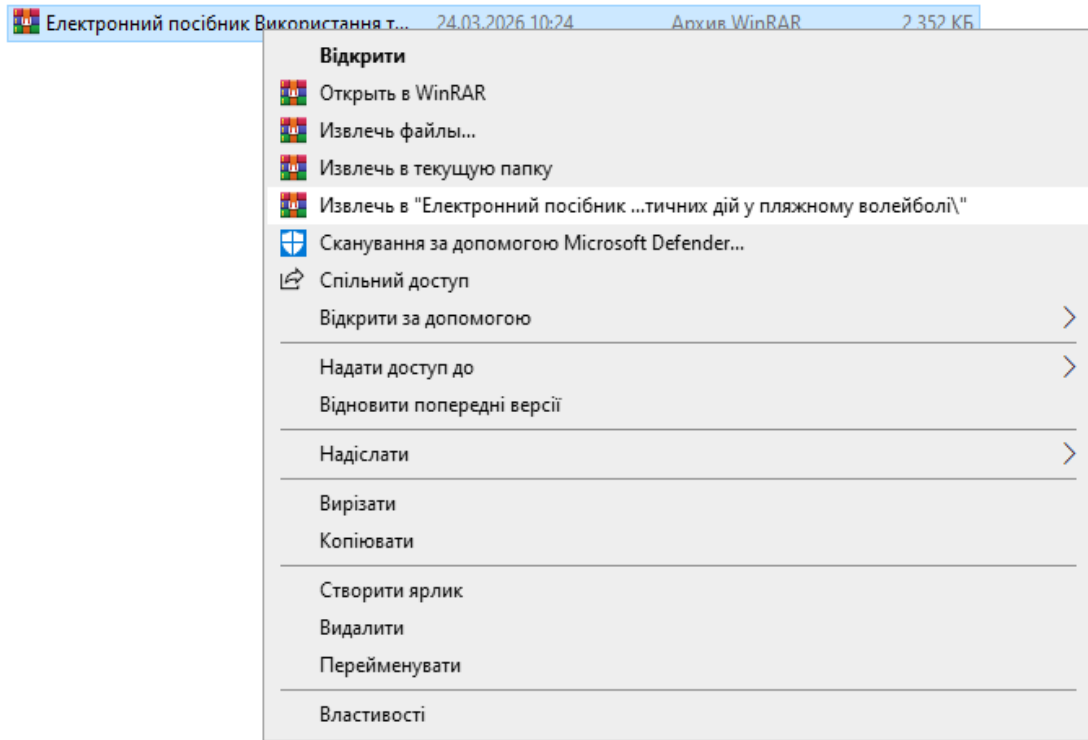 Електронний посібник Використання т... 24.03.2026 10:24 Архив WinRAR 2 352 КБ
Відкрити
Открыть в WinRAR
Извлечь файлы...
Извлечь в текущую папку
Извлечь в "Електронний посібник ...тичних дій у пляжному волейболі\"
Сканування за допомогою Microsoft Defender...
Спільний доступ
Відкрити за допомогою
Надати доступ до
Відновити попередні версії
Надіслати
Вирізати
Копіювати
Створити ярлик
Видалити
Перейменувати
Властивості